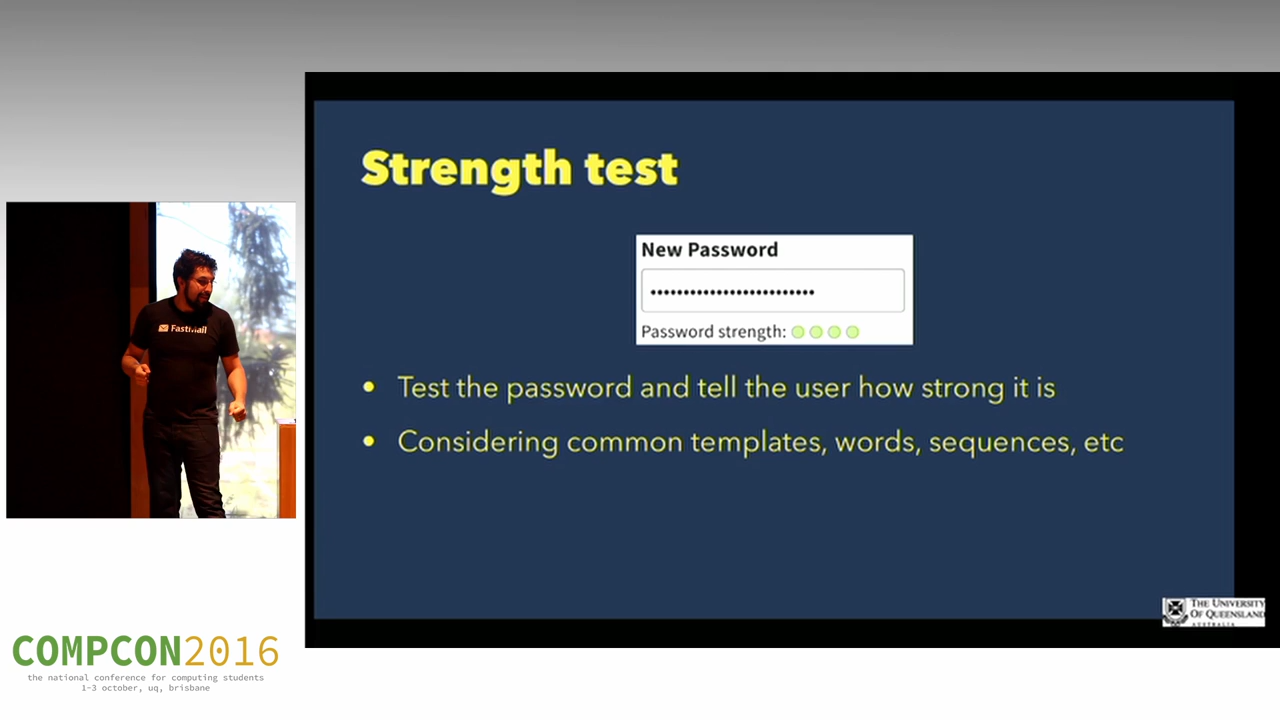 Strength test
New Password
Password strength:
• Test the password and tell the user how strong it is
• Considering common templates, words, sequences, etc
FastMail
THE UNIVERSITY
OF QUEENSLAND
AUSTRALIA
COMPCON2016
the national conference for computing students
1-3 october, uq, brisbane